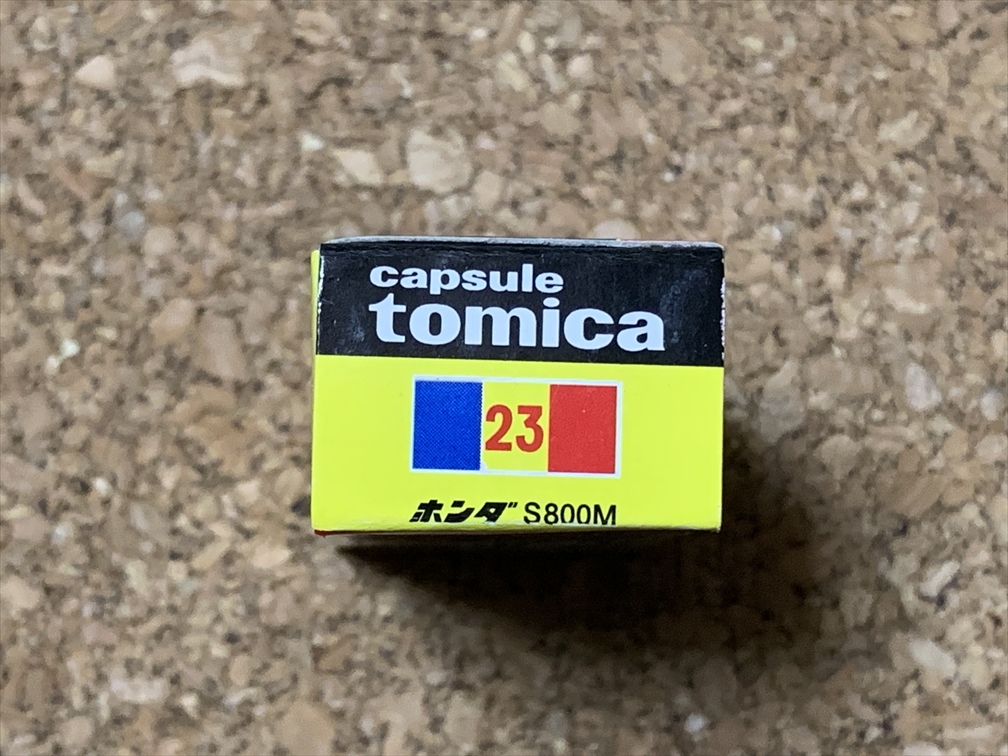 capsule
tomica
23
ホンダ S800M